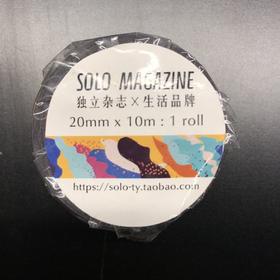 SOLO MAGAZINE
独立杂志×生活品牌
20mm x 10m : 1 roll
https://solo-ty.taobao.com